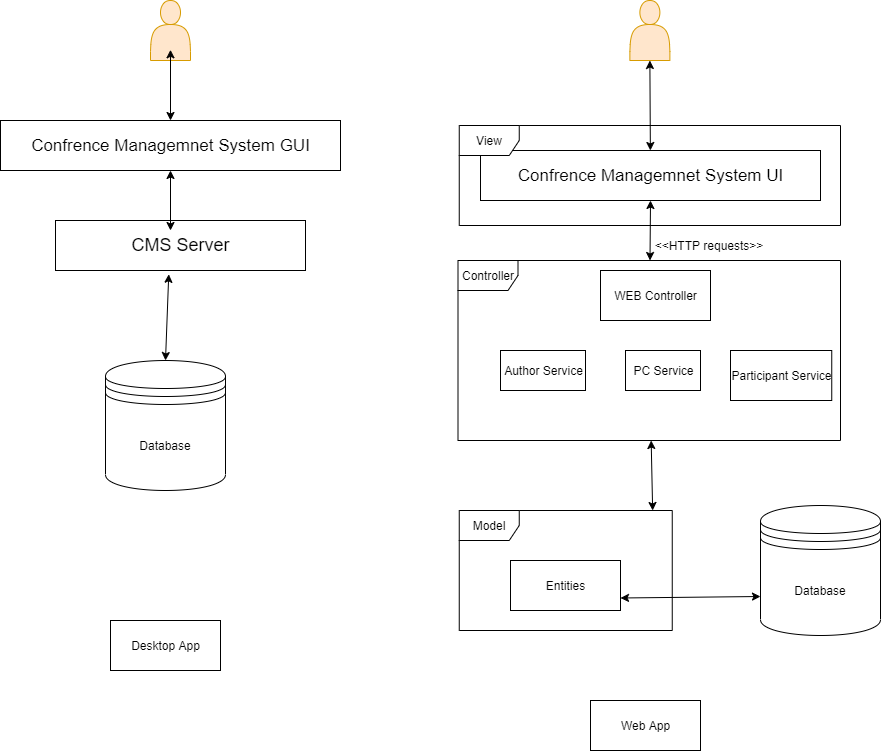 Confrence Managemnet System GUI
CMS Server
Database
Desktop App
View
Confrence Managemnet System UI
<<HTTP requests>>
Controller
WEB Controller
Author Service
PC Service
Participant Service
Model
Entities
Database
Web App